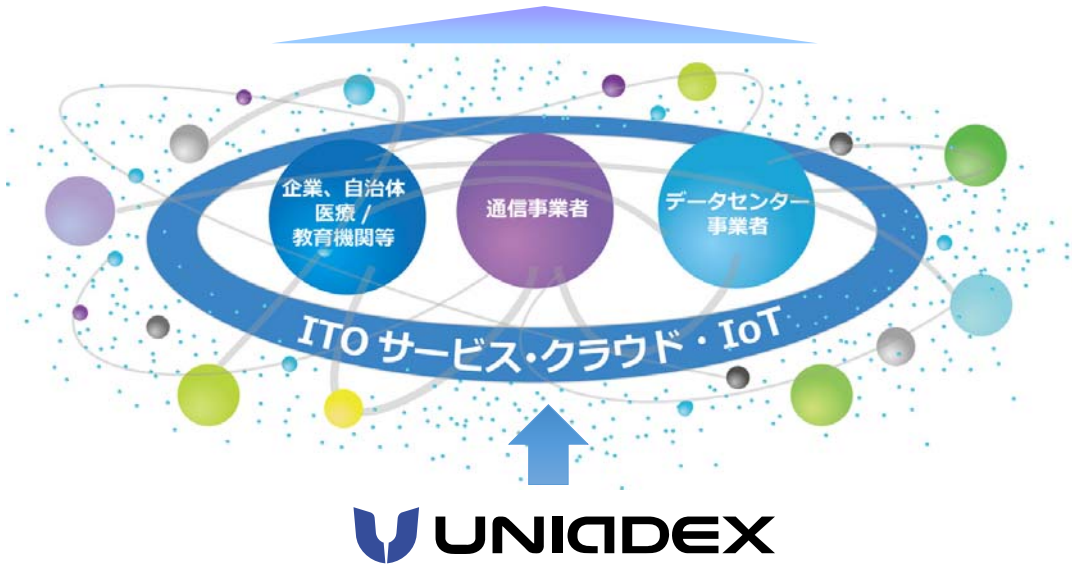 企業、自治体
医療 /
教育機関等
通信事業者
データセンター
事業者
ITO サービス・クラウド・IoT
UNIADEX